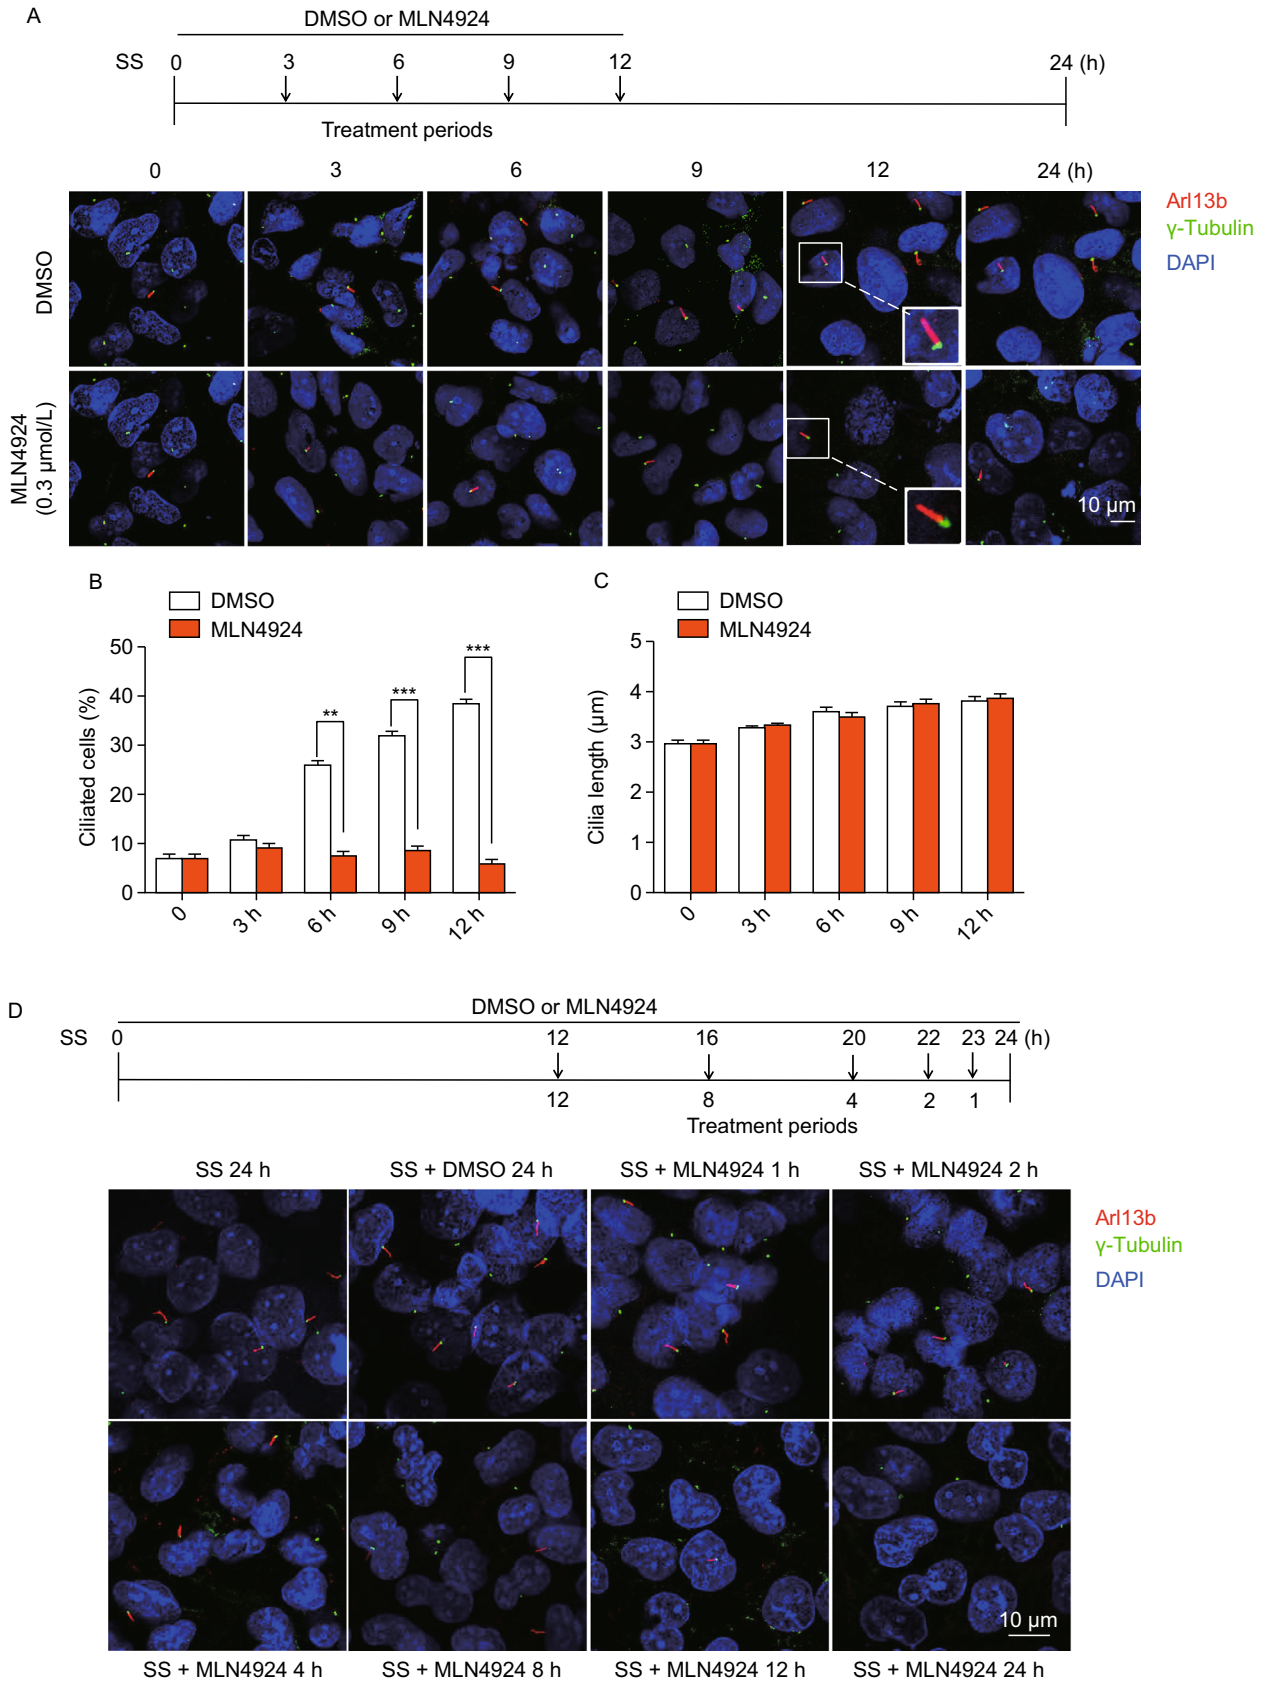 A
DMSO or MLN4924
SS 0 3 6 9 12 24 (h)
Treatment periods
0 3 6 9 12 24 (h)
DMSO
Arl13b
γ-Tubulin
DAPI
MLN4924
(0.3 µmol/L)
10 µm
B
DMSO
MLN4924
Ciliated cells (%)
50
40
30
20
10
0
** *** ***
0 3 h 6 h 9 h 12 h
C
DMSO
MLN4924
Cilia length (µm)
5
4
3
2
1
0
0 3 h 6 h 9 h 12 h
D
DMSO or MLN4924
SS 0 12 16 20 22 23 24 (h)
12 8 4 2 1
Treatment periods
SS 24 h SS + DMSO 24 h SS + MLN4924 1 h SS + MLN4924 2 h
Arl13b
γ-Tubulin
DAPI
10 µm
SS + MLN4924 4 h SS + MLN4924 8 h SS + MLN4924 12 h SS + MLN4924 24 h